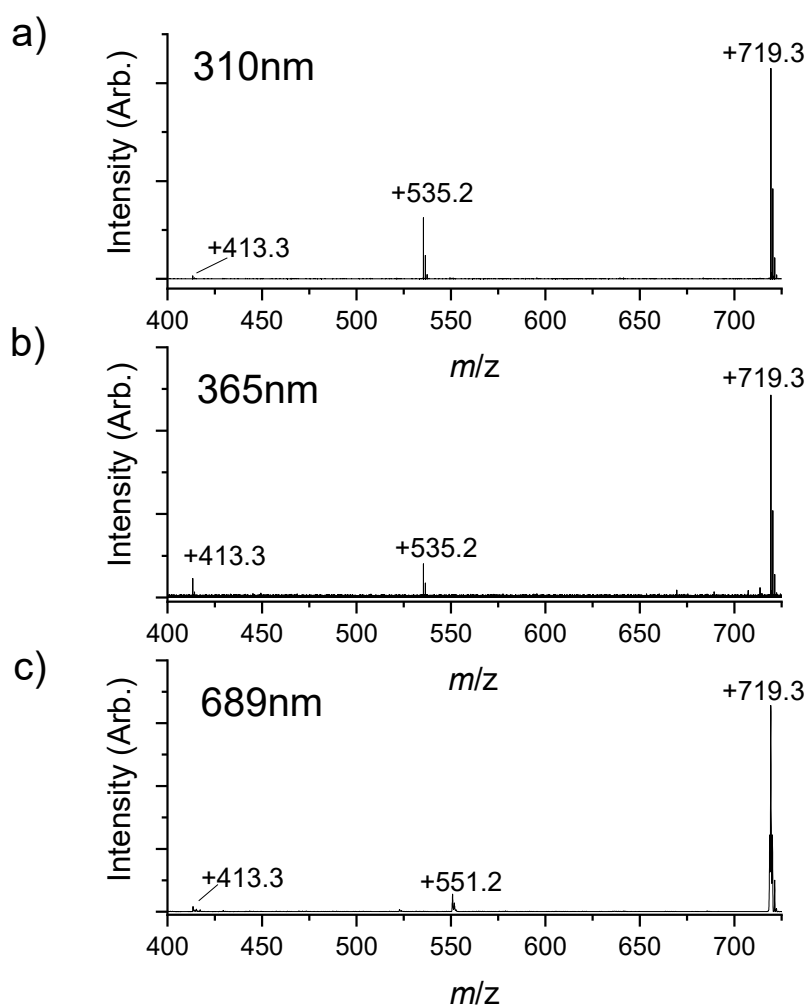 a)
310nm
Intensity (Arb.)
+413.3
+535.2
+719.3
400 450 500 550 600 650 700
m/z
b)
365nm
Intensity (Arb.)
+413.3
+535.2
+719.3
400 450 500 550 600 650 700
m/z
c)
689nm
Intensity (Arb.)
+413.3
+551.2
+719.3
400 450 500 550 600 650 700
m/z